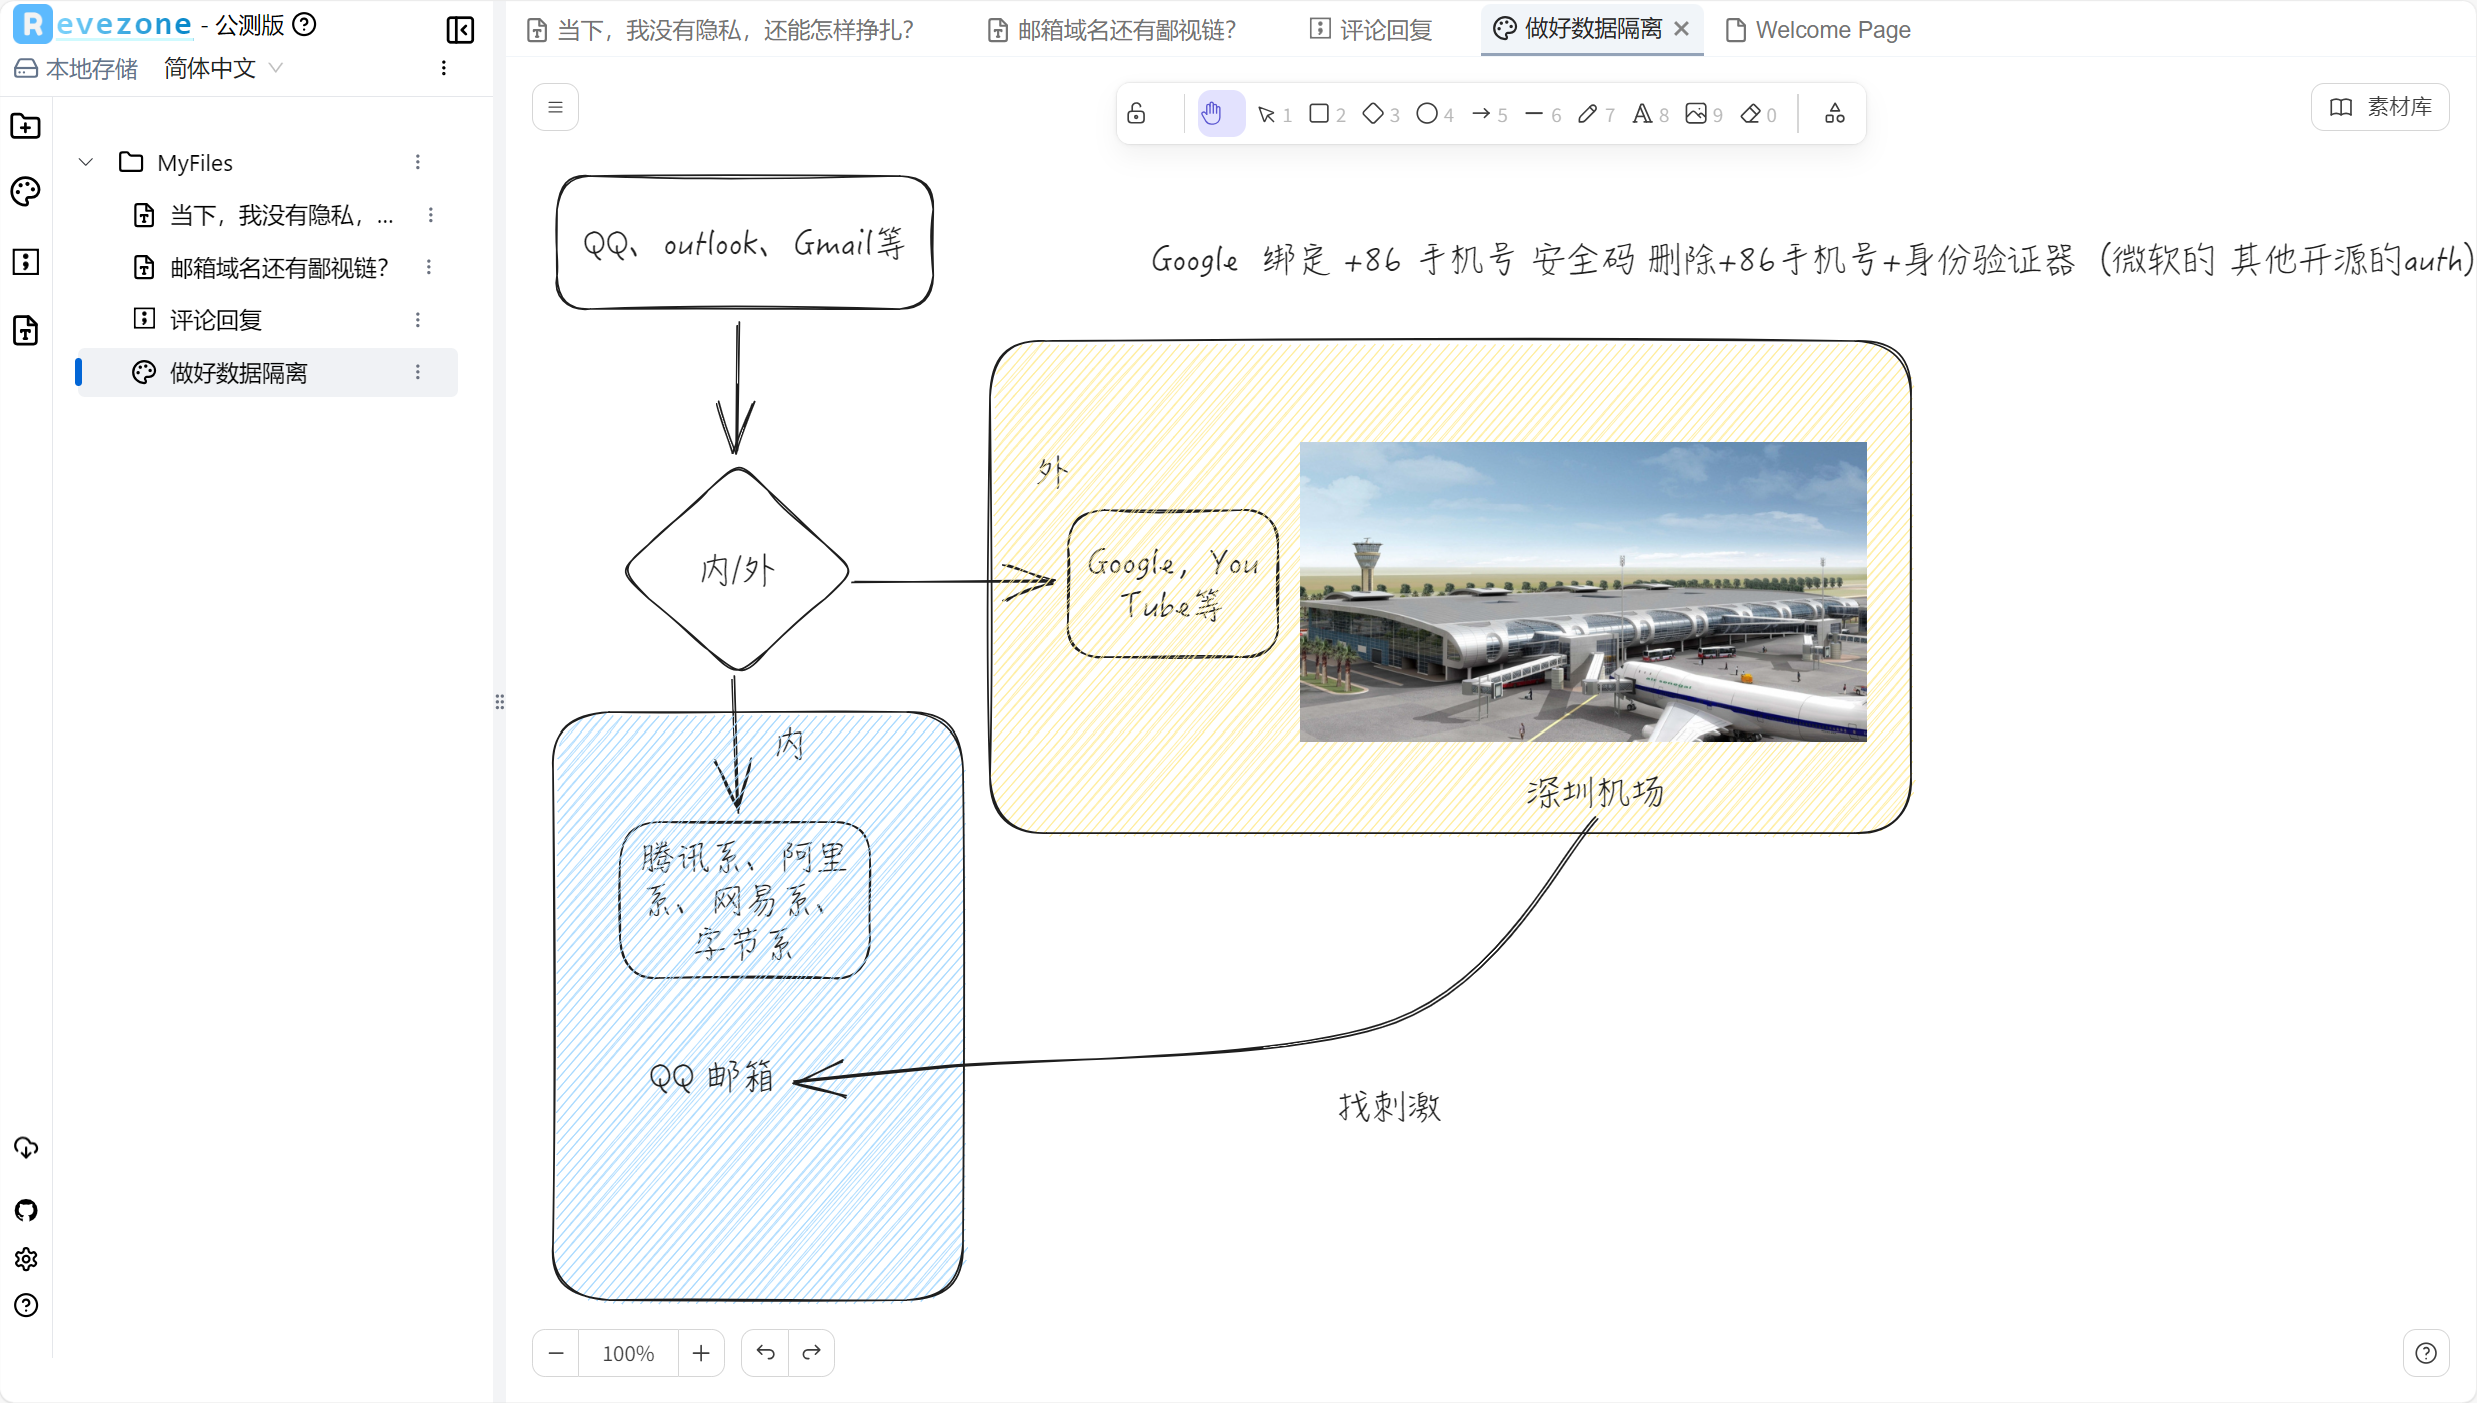 Revezone - 公测版
本地存储 简体中文
当下，我没有隐私，还能怎样挣扎？
邮箱域名还有鄙视链？
评论回复
做好数据隔离
Welcome Page
MyFiles
当下，我没有隐私，...
邮箱域名还有鄙视链？
评论回复
做好数据隔离
1 2 3 4 5 6 7 8 9 0
素材库
QQ、outlook、Gmail等
Google 绑定 +86 手机号 安全码 删除+86手机号+身份验证器（微软的 其他开源的auth)
内/外
外
Google，You
Tube等
air senegal
深圳机场
内
腾讯系、阿里
系、网易系、
字节系
QQ 邮箱
找刺激
100%